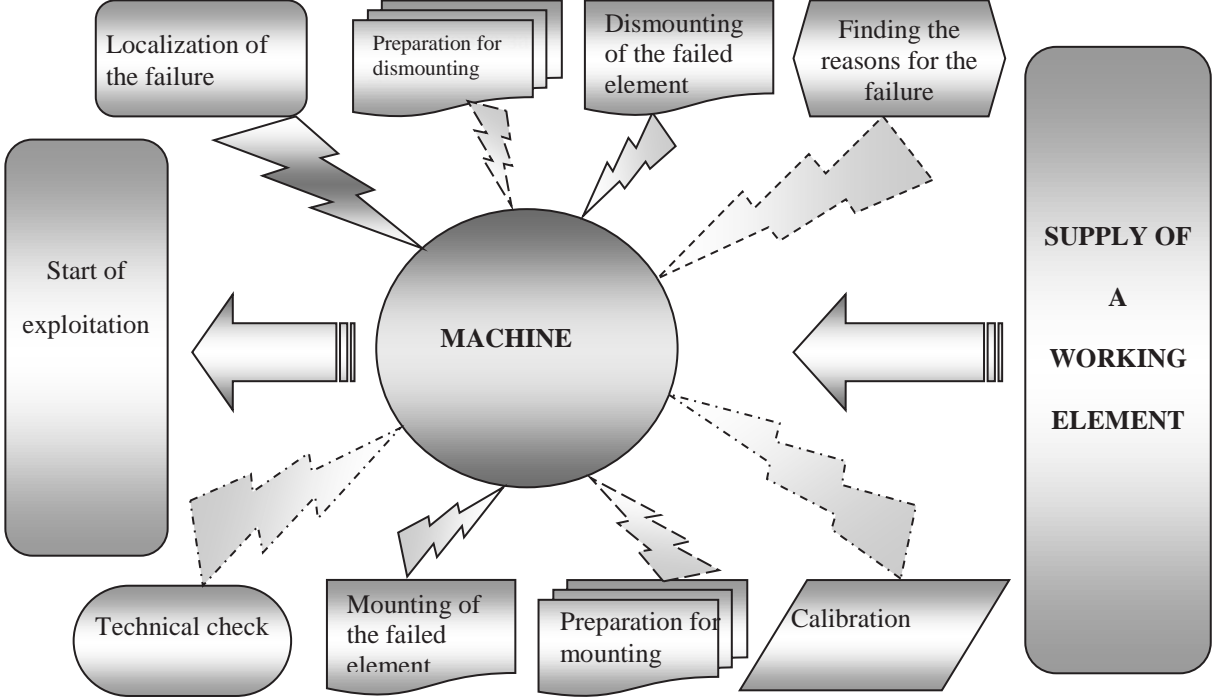 Localization of
the failure
Preparation for
dismounting
Dismounting
of the failed
element
Finding the
reasons for the
failure
Start of
exploitation
MACHINE
SUPPLY OF
A
WORKING
ELEMENT
Technical check
Mounting of
the failed
element
Preparation for
mounting
Calibration